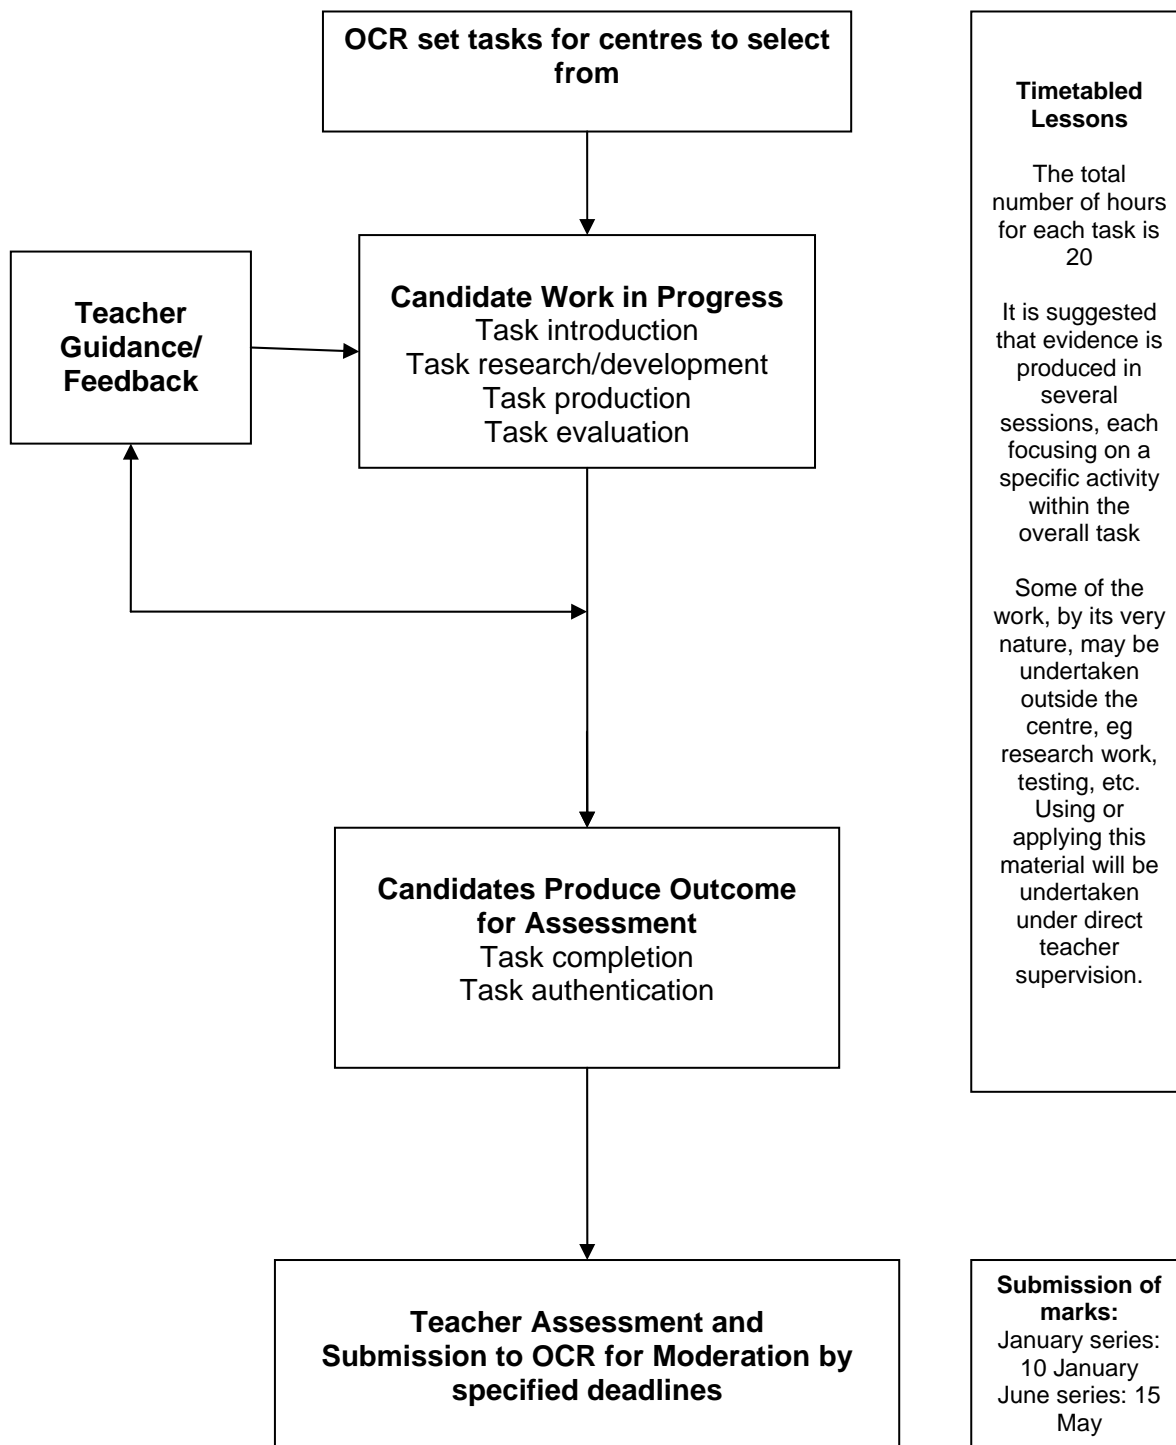 OCR set tasks for centres to select
from
Teacher
Guidance/
Feedback
Candidate Work in Progress
Task introduction
Task research/development
Task production
Task evaluation
Candidates Produce Outcome
for Assessment
Task completion
Task authentication
Teacher Assessment and
Submission to OCR for Moderation by
specified deadlines
Timetabled
Lessons
The total
number of hours
for each task is
20
It is suggested
that evidence is
produced in
several
sessions, each
focusing on a
specific activity
within the
overall task
Some of the
work, by its very
nature, may be
undertaken
outside the
centre, eg
research work,
testing, etc.
Using or
applying this
material will be
undertaken
under direct
teacher
supervision.
Submission of
marks:
January series:
10 January
June series: 15
May